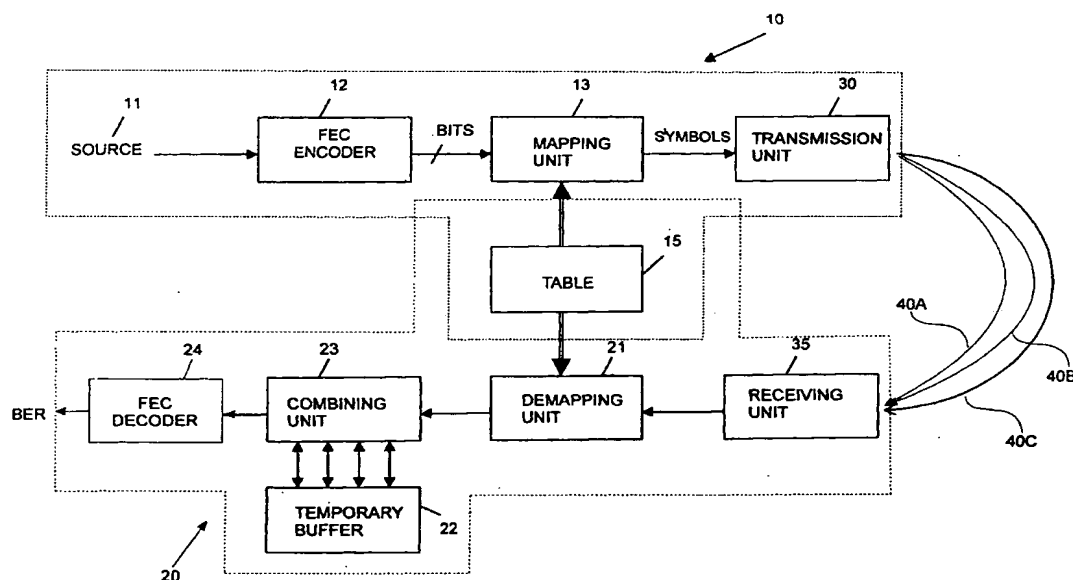 10
11
12
13
30
SOURCE
FEC
ENCODER
BITS
MAPPING
UNIT
SYMBOLS
TRANSMISSION
UNIT
15
TABLE
40A
40B
40C
24
23
21
35
BER
FEC
DECODER
COMBINING
UNIT
DEMAPPING
UNIT
RECEIVING
UNIT
TEMPORARY
BUFFER
22
20